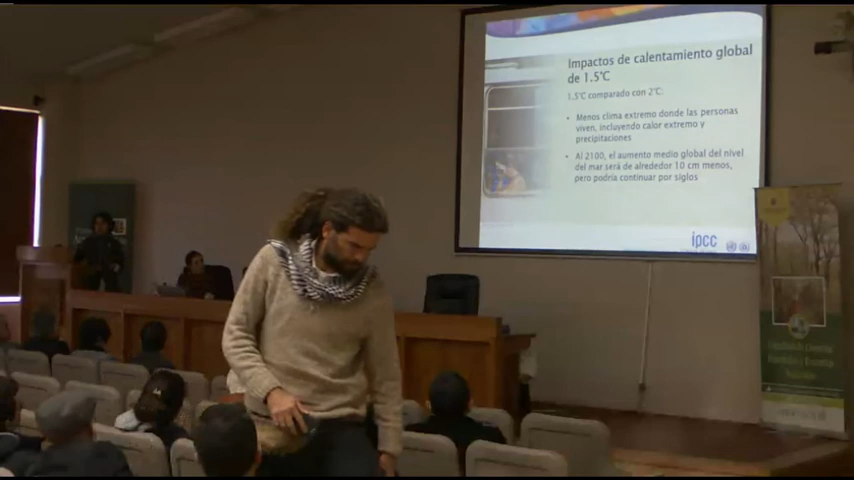 Impactos de calentamiento global
de 1.5°C
1.5°C comparado con 2°C:
• Menos clima extremo donde las personas
viven, incluyendo calor extremo y
precipitaciones
• Al 2100, el aumento medio global del nivel
del mar será de alrededor 10 cm menos,
pero podría continuar por siglos
ipcc